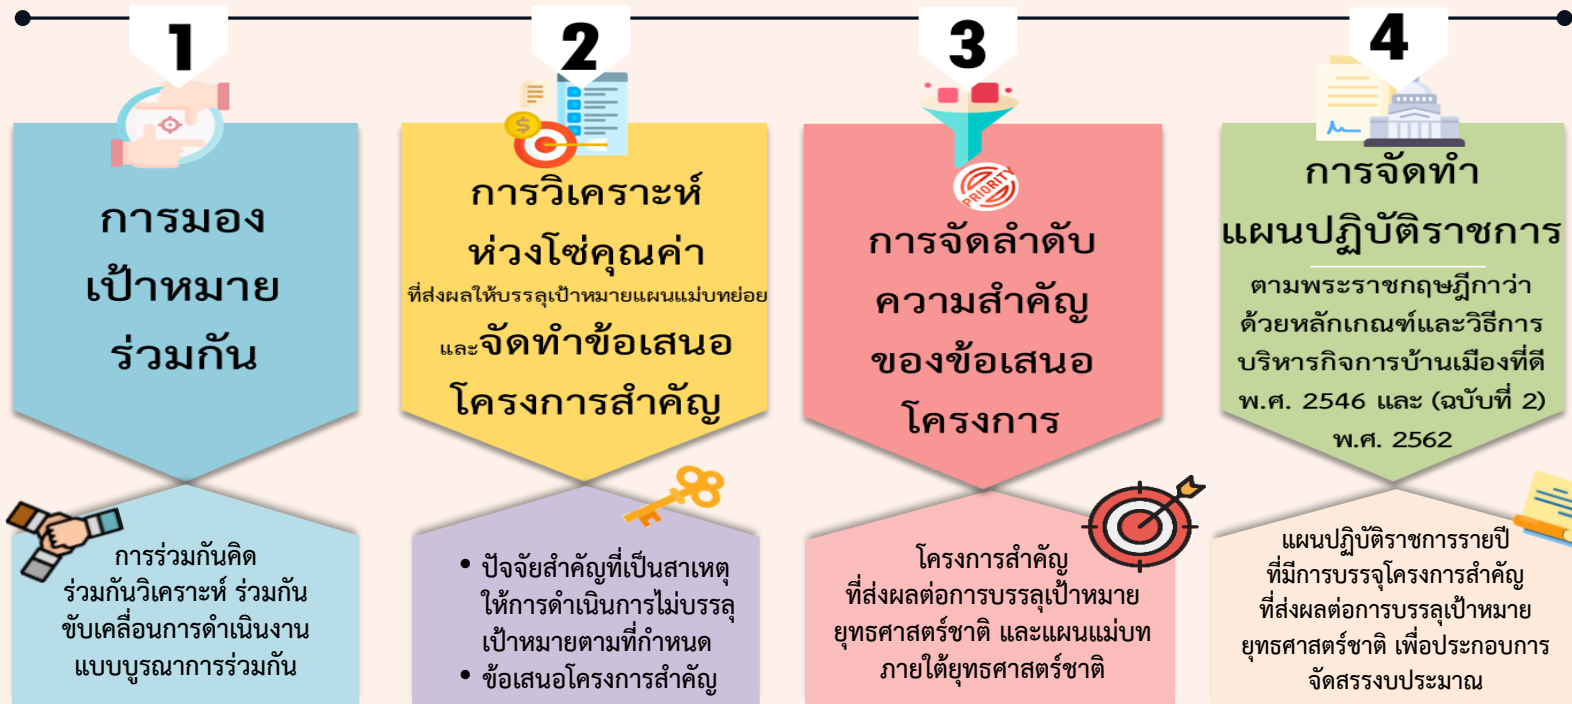 1
การมอง
เป้าหมาย
ร่วมกัน
การร่วมกันคิด
ร่วมกันวิเคราะห์ ร่วมกัน
ขับเคลื่อนการดำเนินงาน
แบบบูรณาการร่วมกัน
2
$
การวิเคราะห์
ห่วงโซ่คุณค่า
ที่ส่งผลให้บรรลุเป้าหมายแผนแม่บทย่อย
และจัดทำข้อเสนอ
โครงการสำคัญ
• ปัจจัยสำคัญที่เป็นสาเหตุ
ให้การดำเนินการไม่บรรลุ
เป้าหมายตามที่กำหนด
• ข้อเสนอโครงการสำคัญ
3
PRIORITY
การจัดลำดับ
ความสำคัญ
ของข้อเสนอ
โครงการ
โครงการสำคัญ
ที่ส่งผลต่อการบรรลุเป้าหมาย
ยุทธศาสตร์ชาติ และแผนแม่บท
ภายใต้ยุทธศาสตร์ชาติ
4
การจัดทำ
แผนปฏิบัติราชการ
ตามพระราชกฤษฎีกาว่า
ด้วยหลักเกณฑ์และวิธีการ
บริหารกิจการบ้านเมืองที่ดี
พ.ศ. 2546 และ (ฉบับที่ 2)
พ.ศ. 2562
แผนปฏิบัติราชการรายปี
ที่มีการบรรจุโครงการสำคัญ
ที่ส่งผลต่อการบรรลุเป้าหมาย
ยุทธศาสตร์ชาติ เพื่อประกอบการ
จัดสรรงบประมาณ